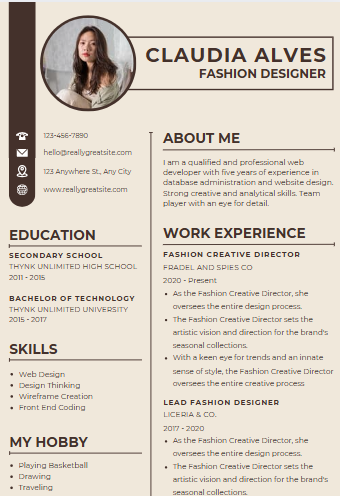 CLAUDIA ALVES
FASHION DESIGNER
123-456-7890
hello@reallygreatsite.com
123 Anywhere St., Any City
www.reallygreatsite.com
EDUCATION
SECONDARY SCHOOL
THYNK UNLIMITED HIGH SCHOOL
2011 - 2015
BACHELOR OF TECHNOLOGY
THYNK UNLIMITED UNIVERSITY
2015 - 2017
SKILLS
• Web Design
• Design Thinking
• Wireframe Creation
• Front End Coding
MY HOBBY
• Playing Basketball
• Drawing
• Traveling
ABOUT ME
I am a qualified and professional web
developer with five years of experience in
database administration and website design.
Strong creative and analytical skills. Team
player with an eye for detail.
WORK EXPERIENCE
FASHION CREATIVE DIRECTOR
FRADEL AND SPIES CO
2020 - Present
• As the Fashion Creative Director, she
oversees the entire design process.
• The Fashion Creative Director sets the
artistic vision and direction for the brand's
seasonal collections.
• With a keen eye for trends and an innate
sense of style, the Fashion Creative Director
oversees the entire creative process
LEAD FASHION DESIGNER
LICERIA & CO.
2017 - 2020
• As the Fashion Creative Director, she
oversees the entire design process.
• The Fashion Creative Director sets the
artistic vision and direction for the brand's
seasonal collections.